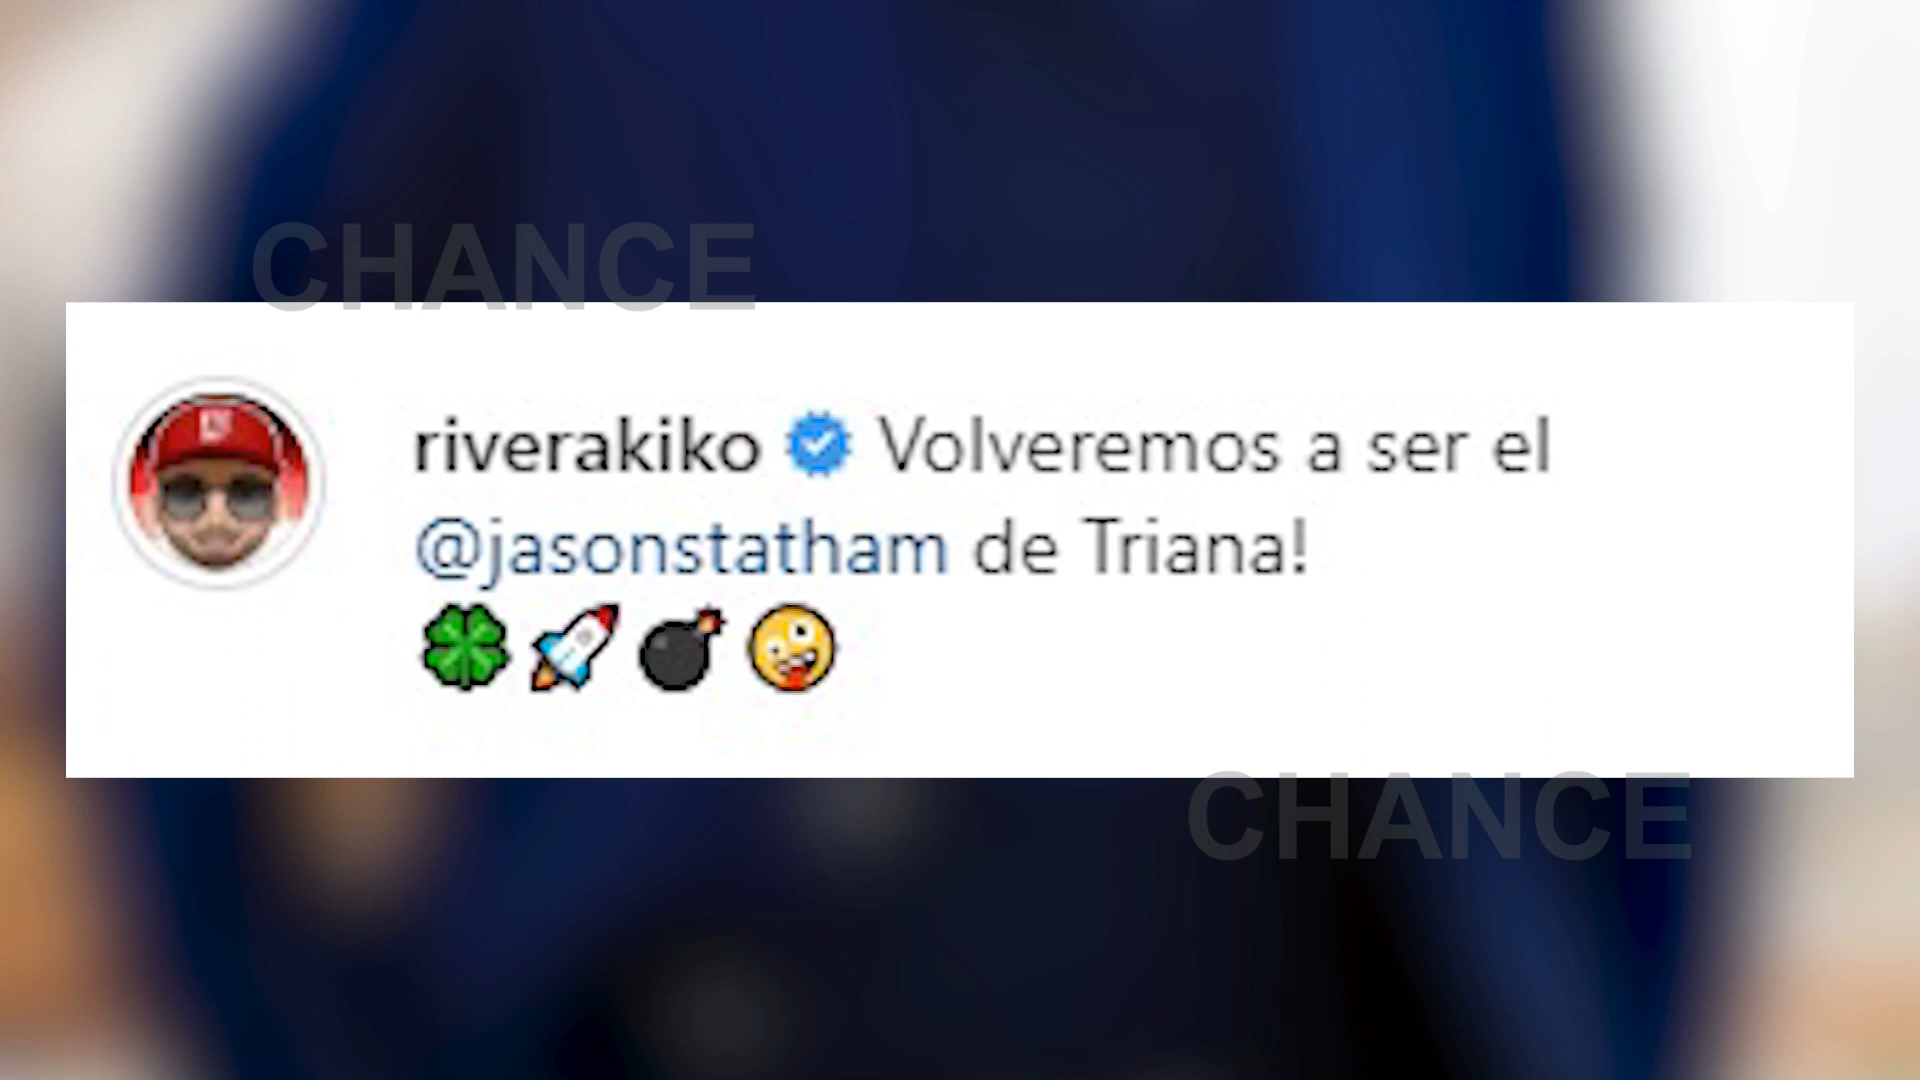 CHANCE
riverakiko Volveremos a ser el
@jasonstatham de Triana!
🍀🚀💣🤪
CHANCE